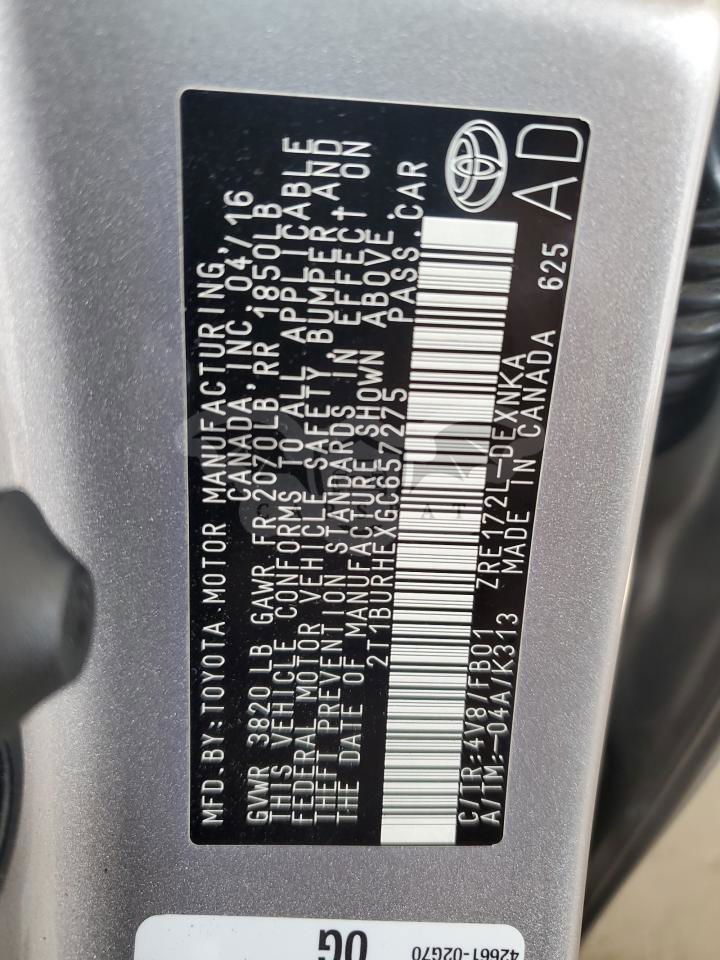 MFD. BY: TOYOTA MOTOR MANUFACTURING,
CANADA, INC. 04/16
GVWR 3820 LB GAWR FR 2070LB, RR 1850LB
THIS VEHICLE CONFORMS TO ALL APPLICABLE
FEDERAL MOTOR VEHICLE SAFETY, BUMPER AND
THEFT PREVENTION STANDARDS IN EFFECT ON
THE DATE OF MANUFACTURE SHOWN ABOVE.
2T1BURHEXGC657275 PASS.CAR
C/TR:4V8/FB01 ZRE172L-DEXNKA
A/TM:-04A/K313 MADE IN CANADA 625
AD
42661-02G70